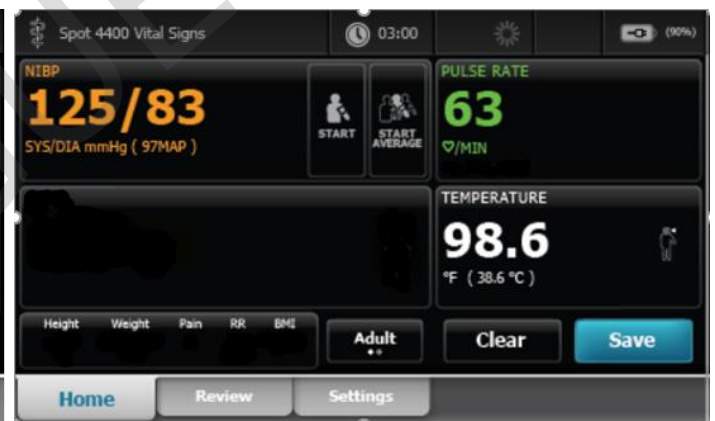 Spot 4400 Vital Signs 03:00 (90%)
NIBP
125/83
SYS/DIA mmHg ( 97MAP )
START
START
AVERAGE
PULSE RATE
63
♡/MIN
TEMPERATURE
98.6
°F ( 38.6 °C )
Height Weight Pain RR BMI
Adult
Clear
Save
Home Review Settings